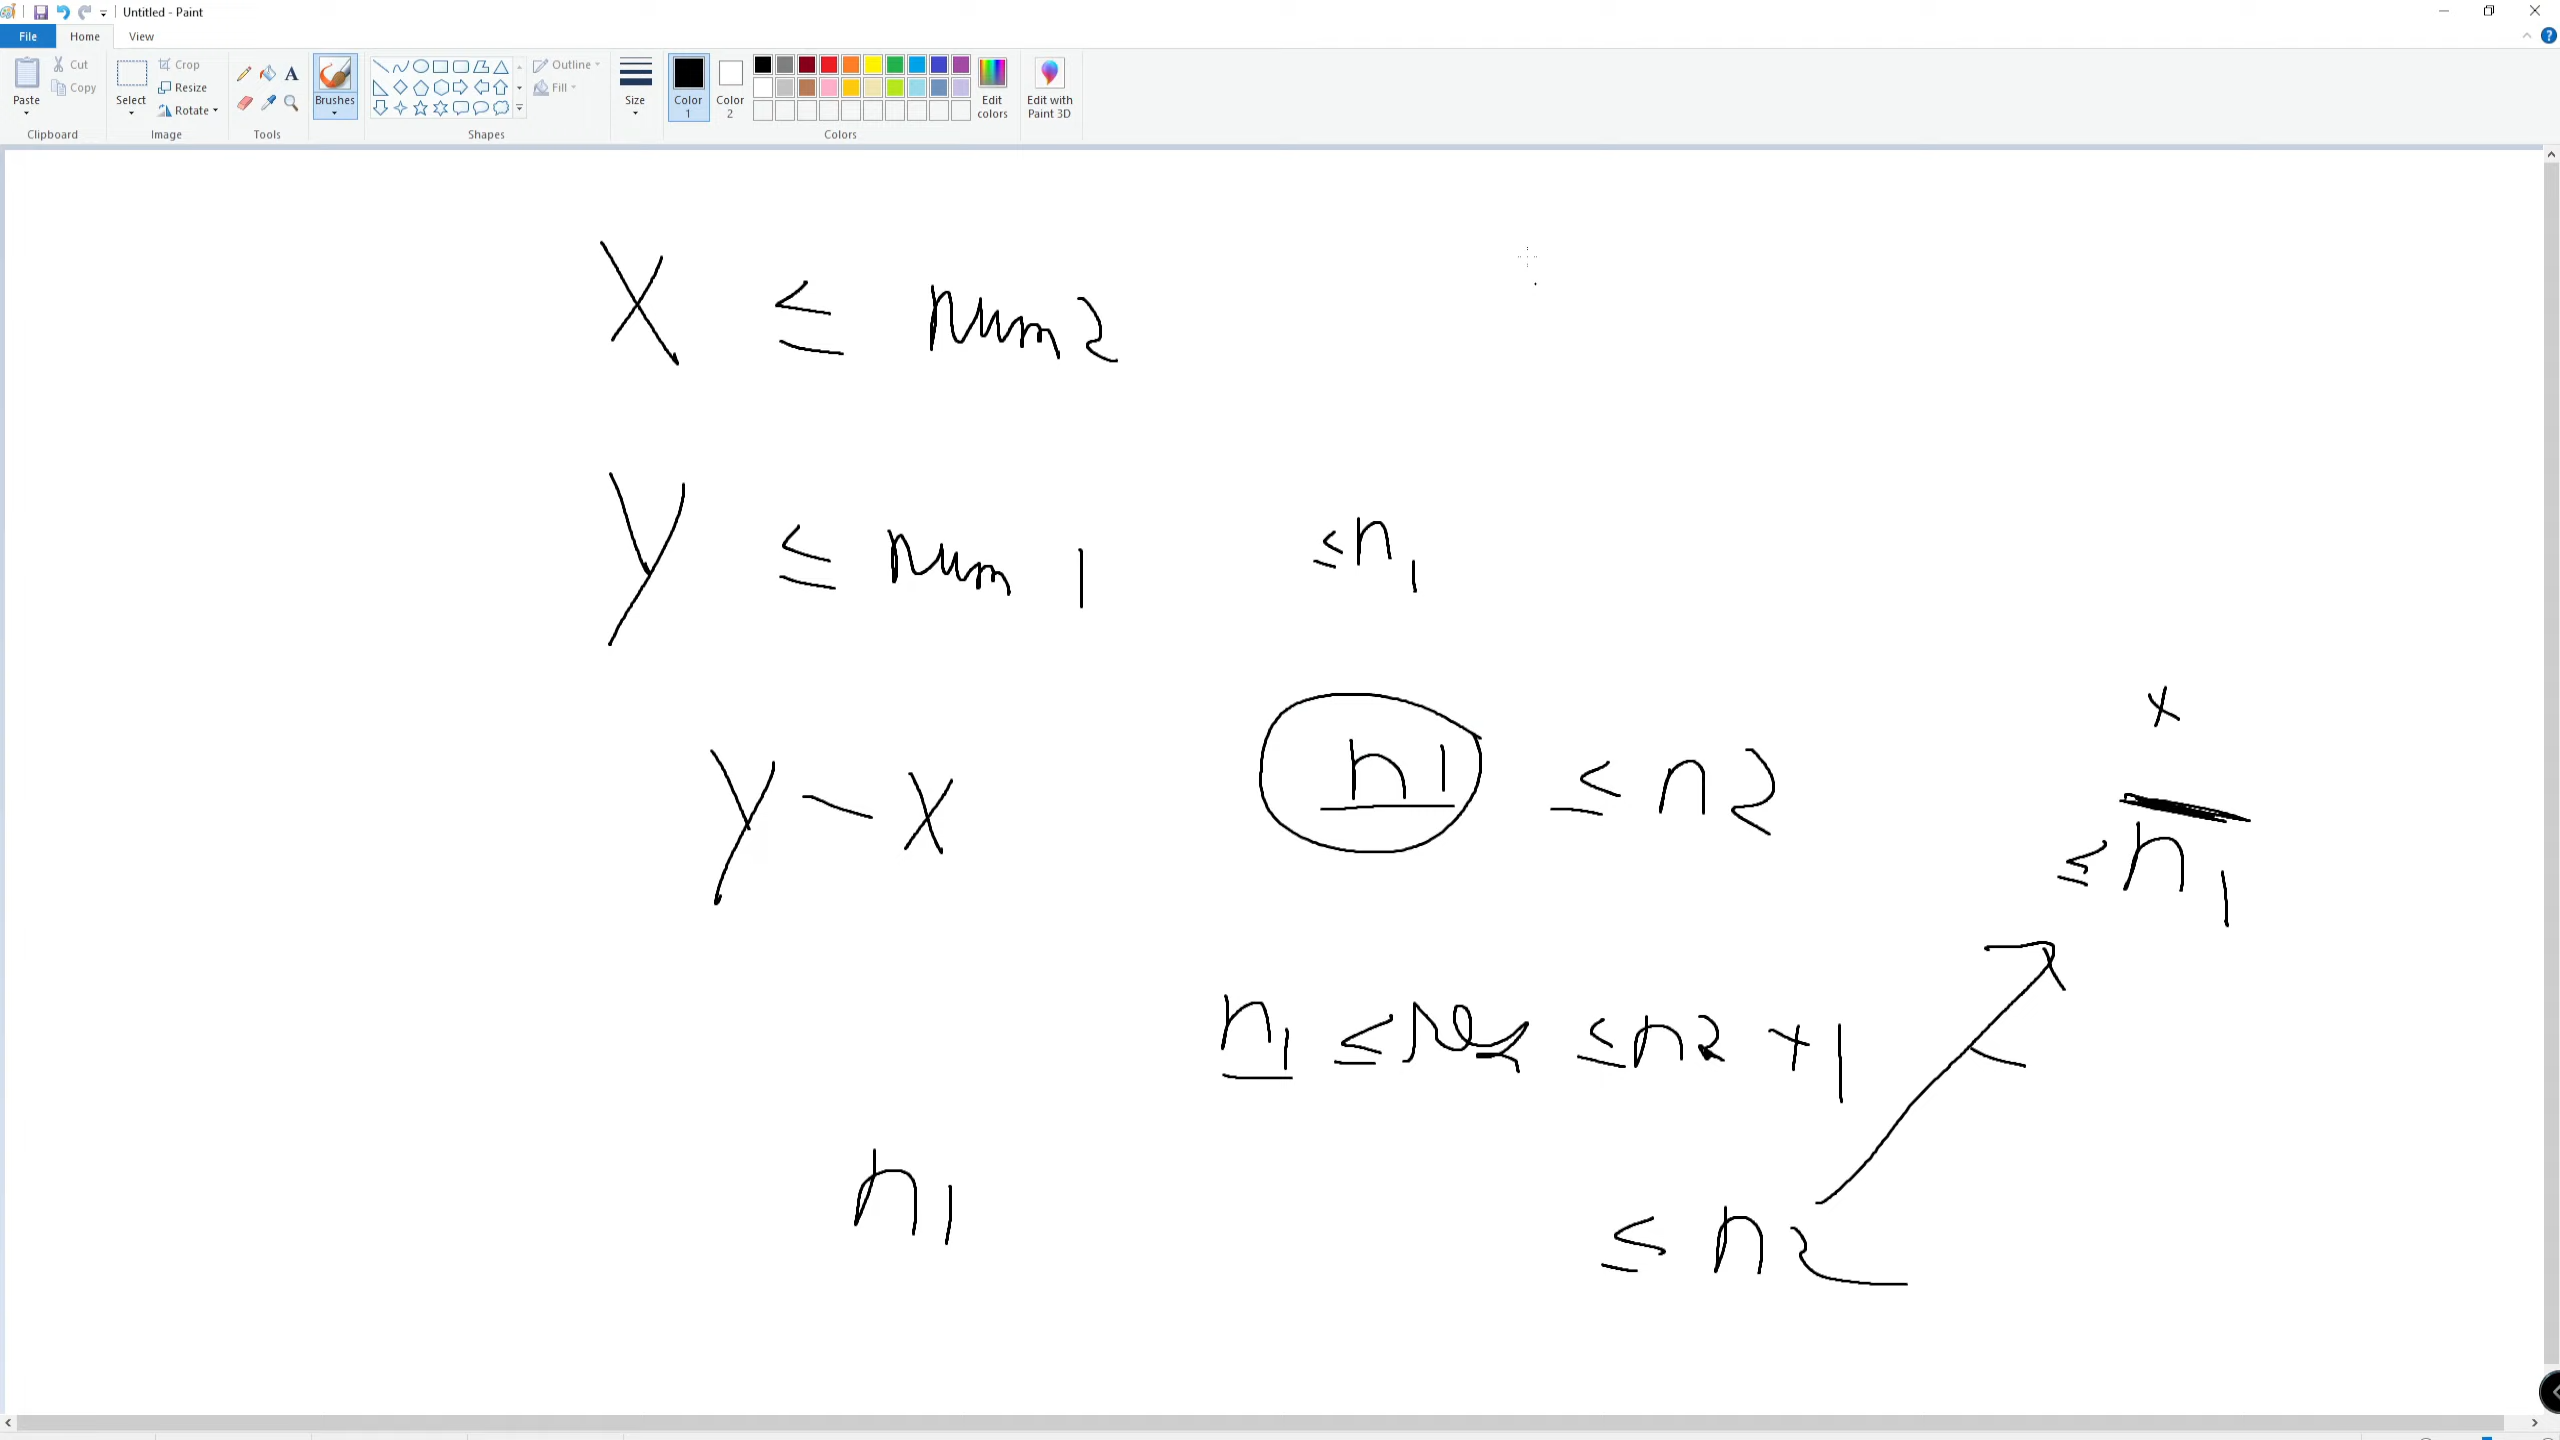 Untitled - Paint
File Home View
Paste Cut Copy Clipboard
Select Crop Resize Rotate Image
A Tools
Brushes
Outline Fill Shapes
Size
Color 1 Color 2 Edit colors Colors
Edit with Paint 3D
X ≤ num2
y ≤ num 1 ≤ n1
y - x n1 ≤ n2
x
≤ n1
n1 ≤ ≤ n2 + 1
n1 ≤ n2